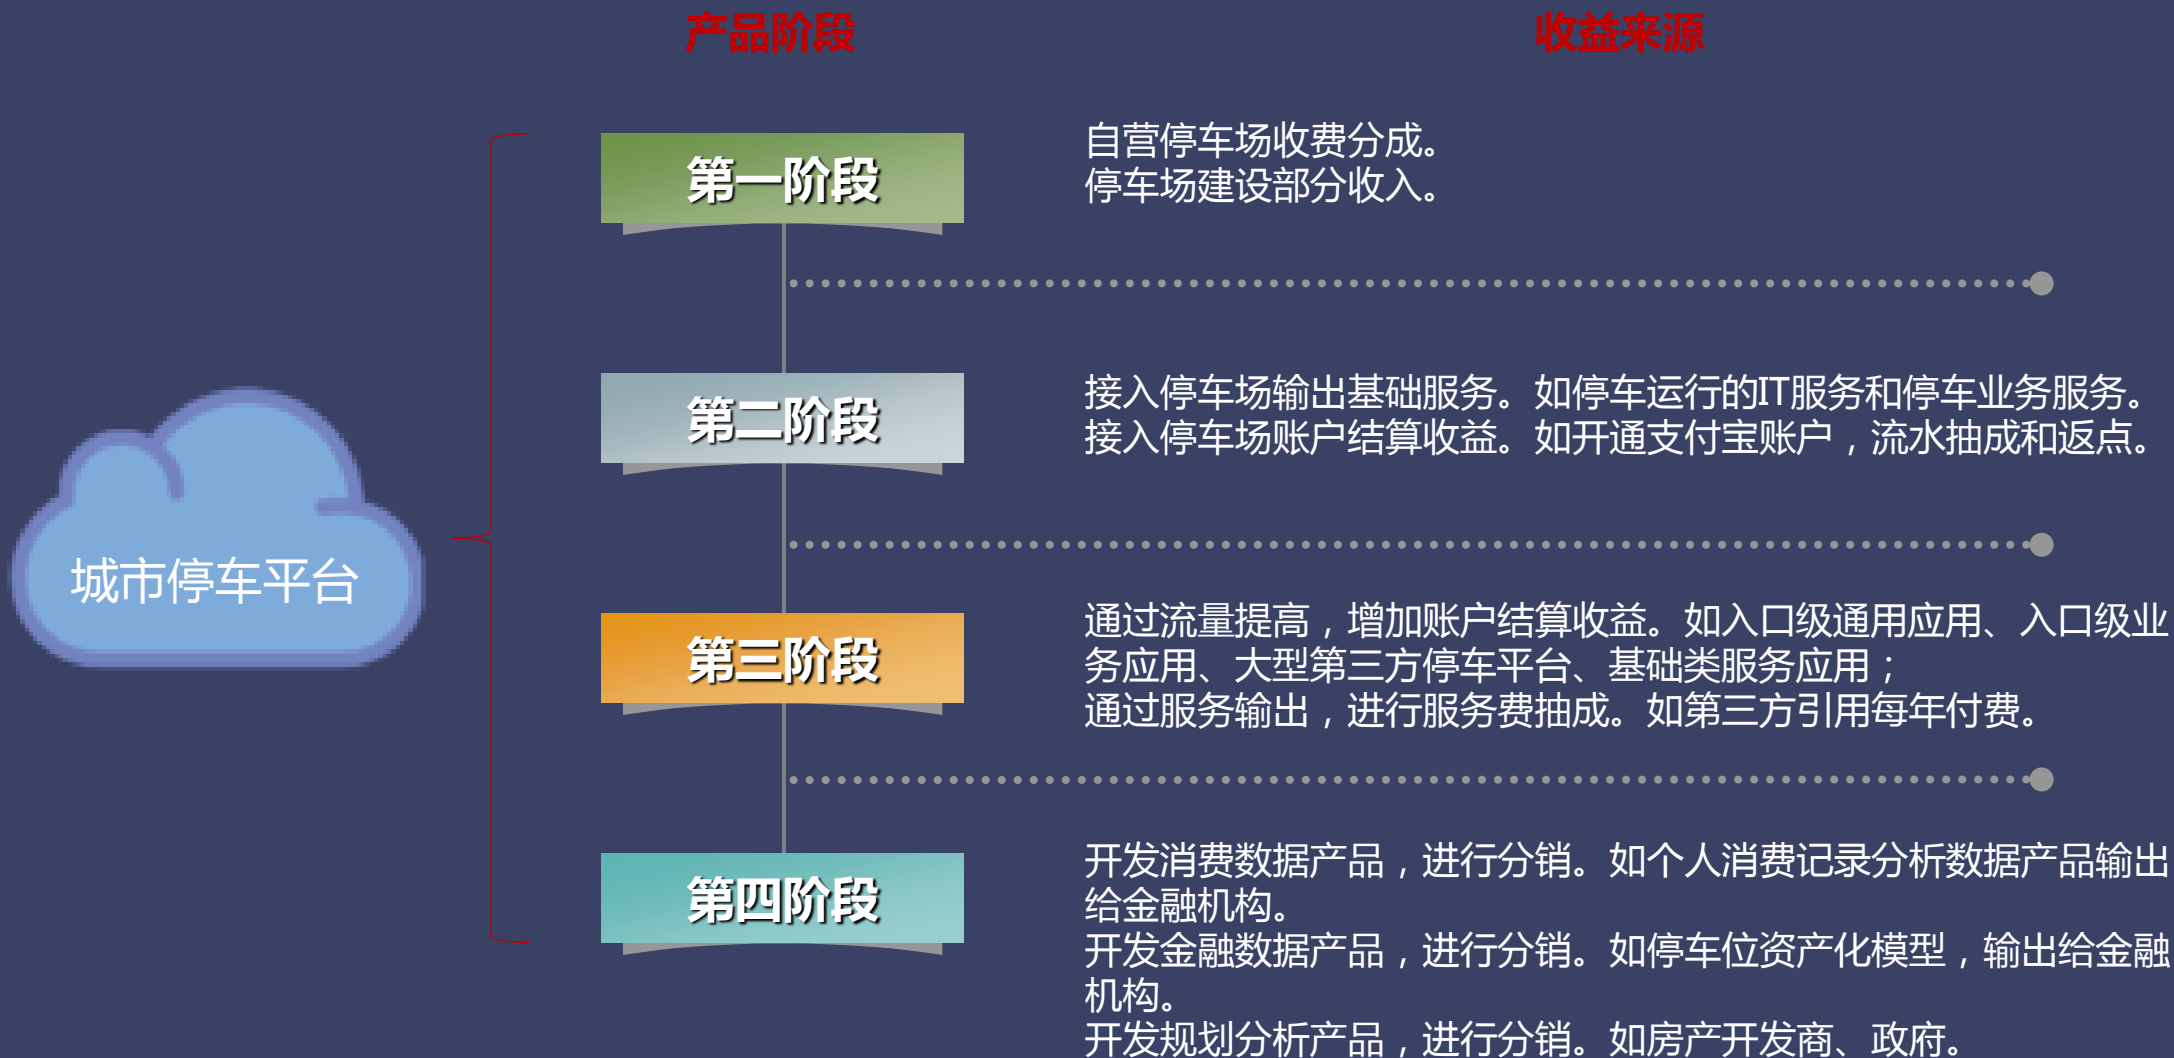 产品阶段
收益来源
第一阶段
自营停车场收费分成。
停车场建设部分收入。
第二阶段
接入停车场输出基础服务。如停车运行的IT服务和停车业务服务。
接入停车场账户结算收益。如开通支付宝账户，流水抽成和返点。
城市停车平台
第三阶段
通过流量提高，增加账户结算收益。如入口级通用应用、入口级业
务应用、大型第三方停车平台、基础类服务应用；
通过服务输出，进行服务费抽成。如第三方引用每年付费。
第四阶段
开发消费数据产品，进行分销。如个人消费记录分析数据产品输出
给金融机构。
开发金融数据产品，进行分销。如停车位资产化模型，输出给金融
机构。
开发规划分析产品，进行分销。如房产开发商、政府。